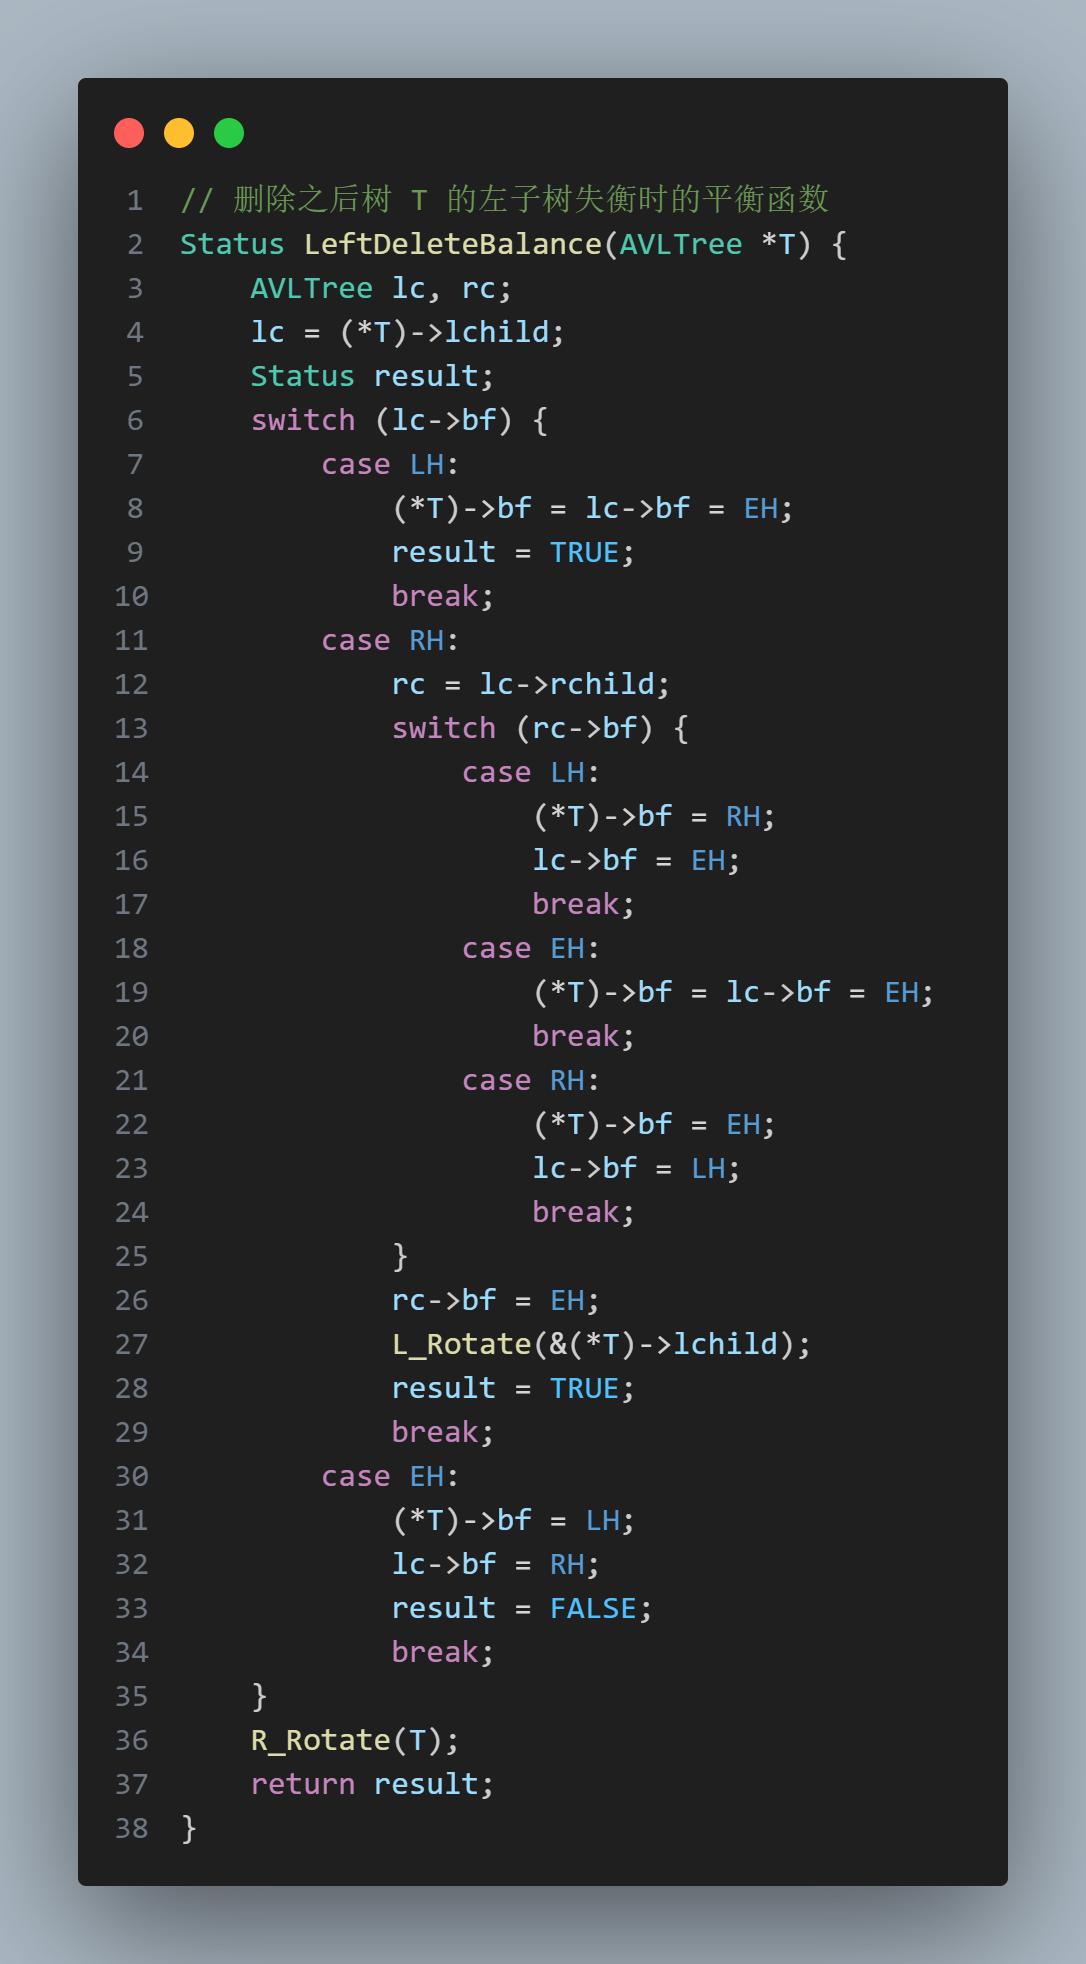 1 // 删除之后树 T 的左子树失衡时的平衡函数
2 Status LeftDeleteBalance(AVLTree *T) {
3     AVLTree lc, rc;
4     lc = (*T)->lchild;
5     Status result;
6     switch (lc->bf) {
7         case LH:
8             (*T)->bf = lc->bf = EH;
9             result = TRUE;
10             break;
11         case RH:
12             rc = lc->rchild;
13             switch (rc->bf) {
14                 case LH:
15                     (*T)->bf = RH;
16                     lc->bf = EH;
17                     break;
18                 case EH:
19                     (*T)->bf = lc->bf = EH;
20                     break;
21                 case RH:
22                     (*T)->bf = EH;
23                     lc->bf = LH;
24                     break;
25             }
26             rc->bf = EH;
27             L_Rotate(&(*T)->lchild);
28             result = TRUE;
29             break;
30         case EH:
31             (*T)->bf = LH;
32             lc->bf = RH;
33             result = FALSE;
34             break;
35     }
36     R_Rotate(T);
37     return result;
38 }